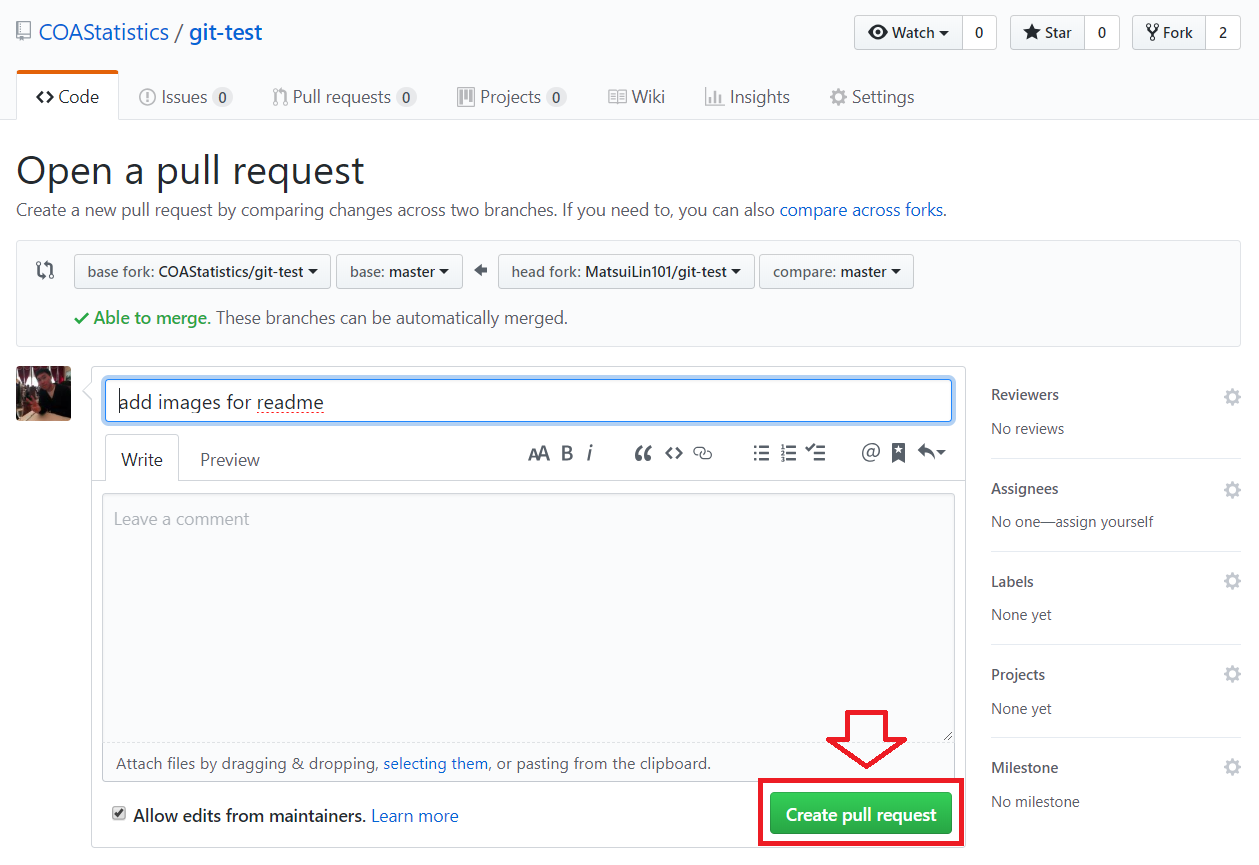 COAStatistics / git-test
Watch 0 Star 0 Fork 2
Code Issues 0 Pull requests 0 Projects 0 Wiki Insights Settings
Open a pull request
Create a new pull request by comparing changes across two branches. If you need to, you can also compare across forks.
base fork: COAStatistics/git-test base: master head fork: MatsuiLin101/git-test compare: master
Able to merge. These branches can be automatically merged.
add images for readme
Write Preview AA B i “ <> @
Leave a comment
Attach files by dragging & dropping, selecting them, or pasting from the clipboard.
Allow edits from maintainers. Learn more
Create pull request
Reviewers
No reviews
Assignees
No one—assign yourself
Labels
None yet
Projects
None yet
Milestone
No milestone